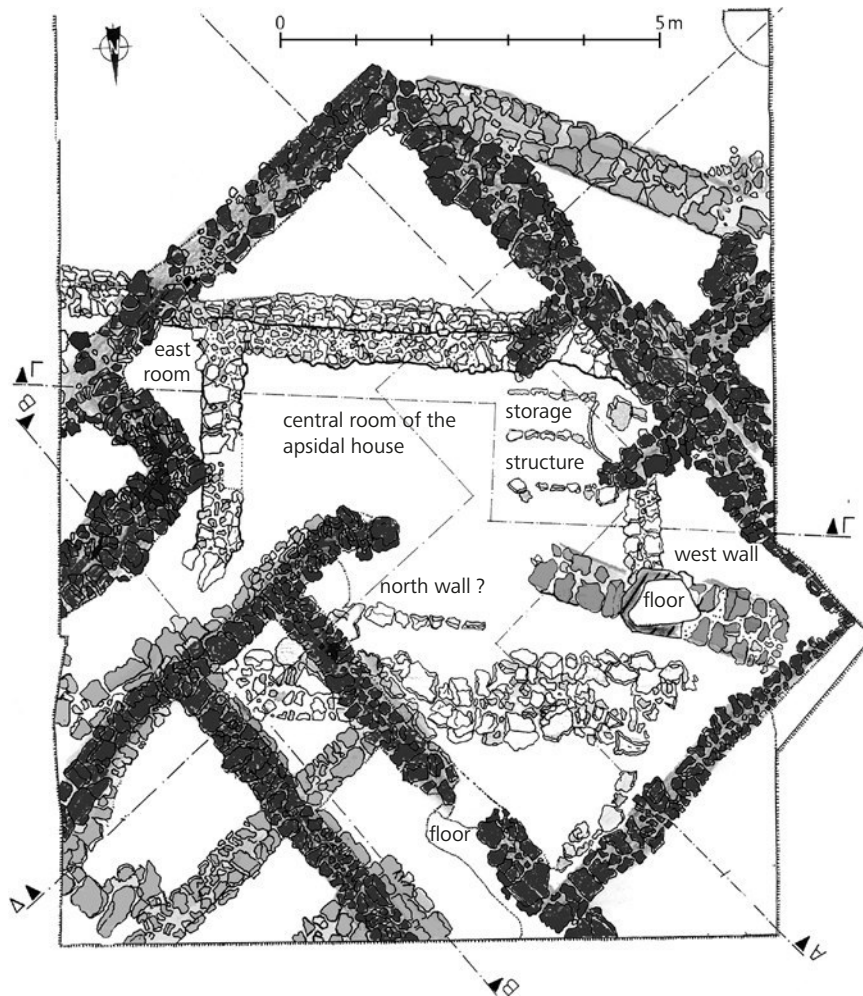 0 5 m
east
room
Γ
B
central room of the
apsidal house
storage
structure
Γ
west wall
north wall ?
floor
floor
Δ
A
B